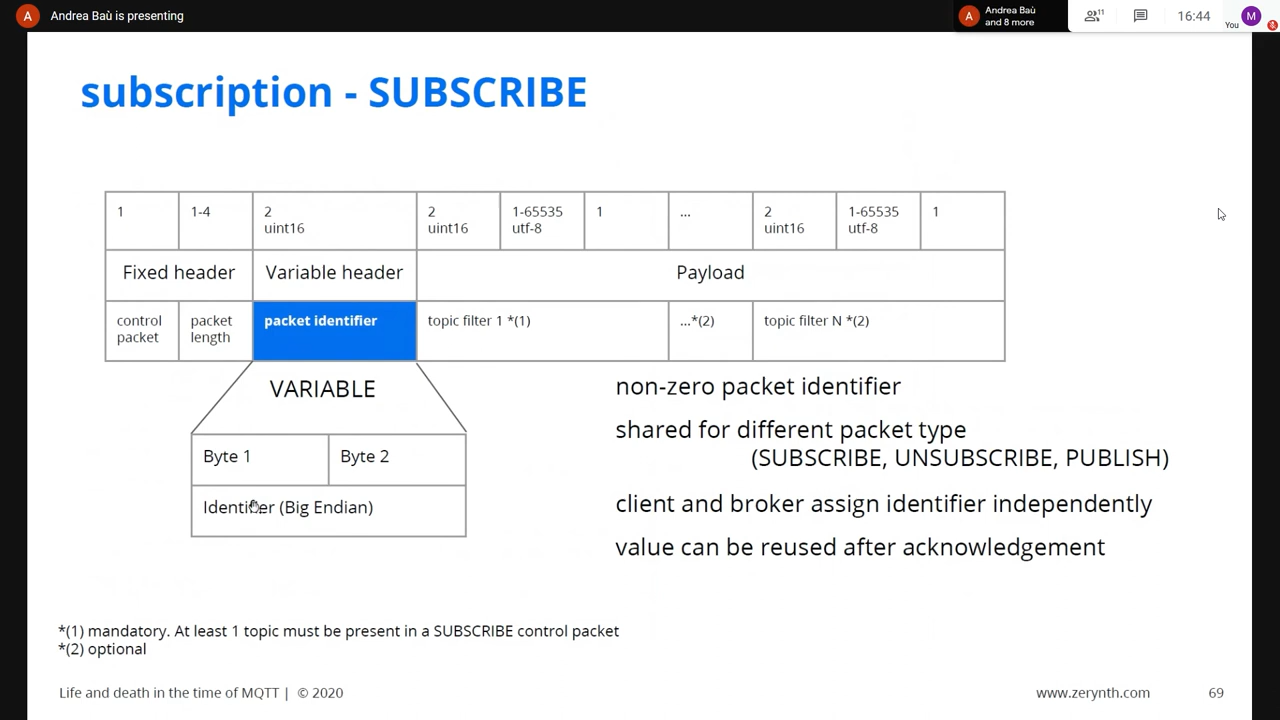 Andrea Baù is presenting
A
A
Andrea Baù
and 8 more
11
16:44
You
M
subscription - SUBSCRIBE
1
1-4
2
uint16
2
uint16
1-65535
utf-8
1
...
2
uint16
1-65535
utf-8
1
Fixed header
Variable header
Payload
control
packet
packet
length
packet identifier
topic filter 1 *(1)
...*(2)
topic filter N *(2)
VARIABLE
Byte 1
Byte 2
Identifier (Big Endian)
non-zero packet identifier
shared for different packet type
(SUBSCRIBE, UNSUBSCRIBE, PUBLISH)
client and broker assign identifier independently
value can be reused after acknowledgement
*(1) mandatory. At least 1 topic must be present in a SUBSCRIBE control packet
*(2) optional
Life and death in the time of MQTT | © 2020
www.zerynth.com
69